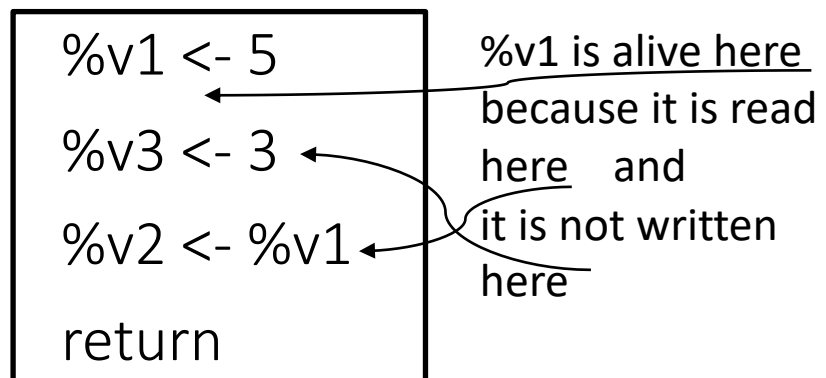 %v1 <- 5
%v3 <- 3
%v2 <- %v1
return
%v1 is alive here
because it is read
here and
it is not written
here